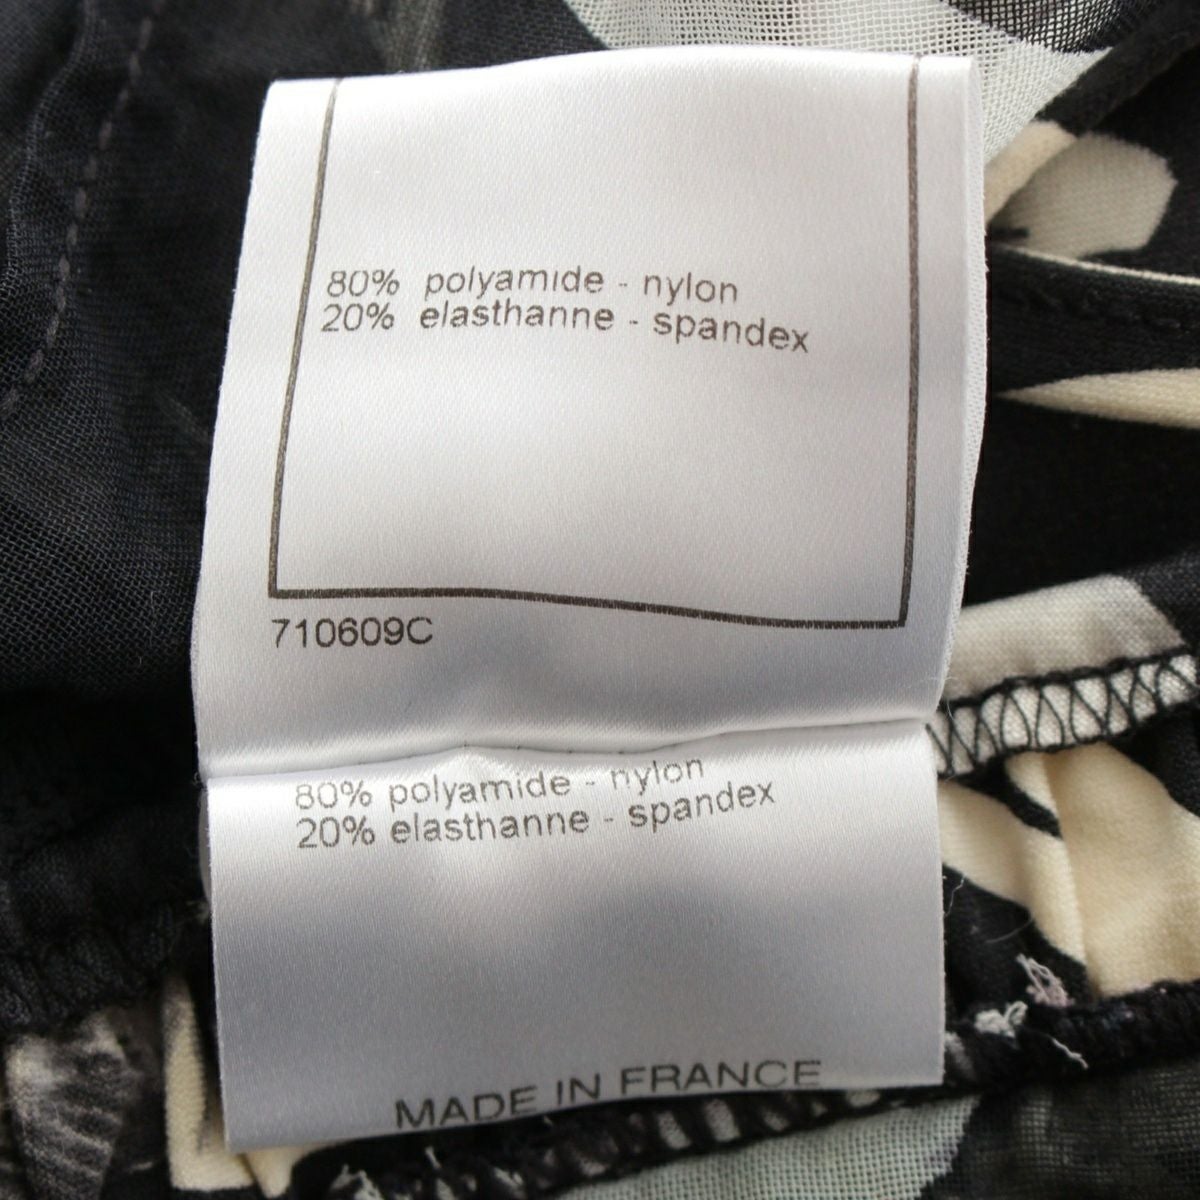 80% polyamide - nylon
20% elasthanne - spandex
710609C
80% polyamide - nylon
20% elasthanne - spandex
MADE IN FRANCE